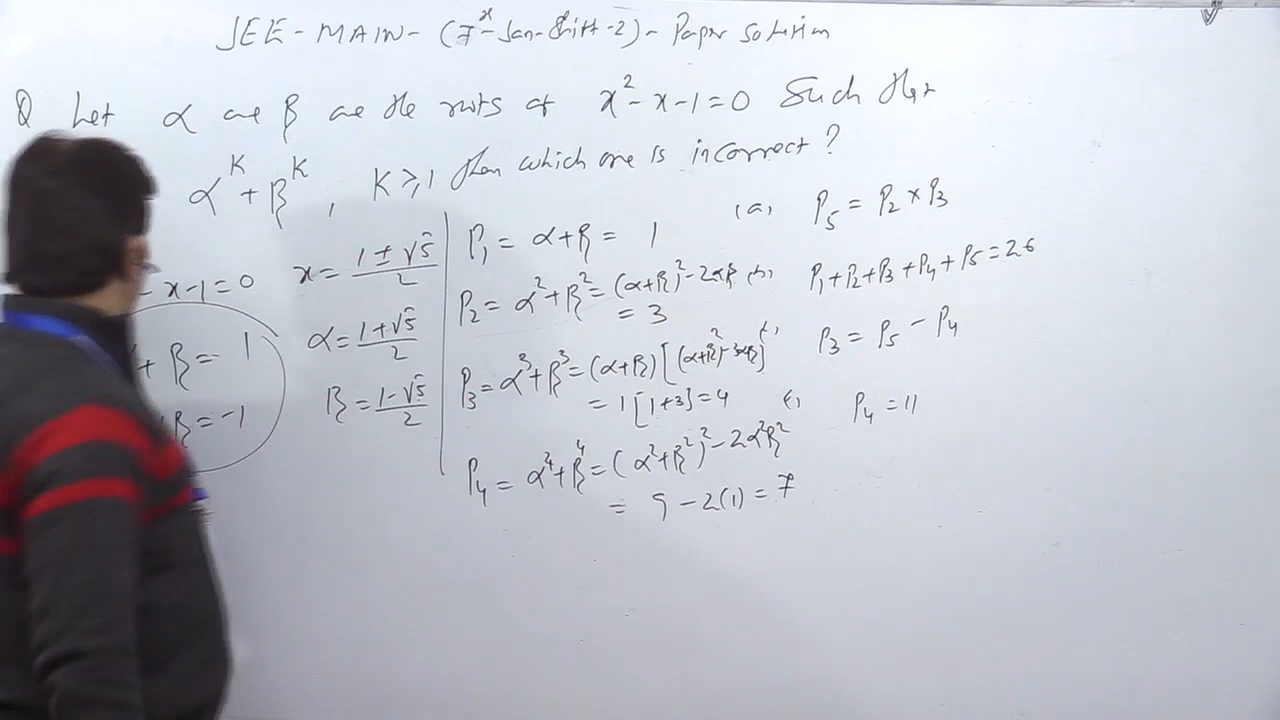 JEE - MAIN - (7 - Jan - Shift - 2) - Paper solution
Q Let α are β are the roots of x² - x - 1 = 0 Such that
α^K + β^K , K ≥ 1 then which one is incorrect ?
- x - 1 = 0
+ β = 1
β = -1
x = (1 ± √5)/2
α = (1 + √5)/2
β = (1 - √5)/2
P₁ = α + β = 1
P₂ = α² + β² = (α + β)² - 2αβ
= 3
P₃ = α³ + β³ = (α + β) [(α + β)² - 3αβ]
= 1 [1 + 3] = 4
P₄ = α⁴ + β⁴ = (α² + β²)² - 2α²β²
= 9 - 2(1) = 7
(a) P₅ = P₂ × P₃
P₁ + P₂ + P₃ + P₄ + P₅ = 26
P₃ = P₅ - P₄
P₄ = 11